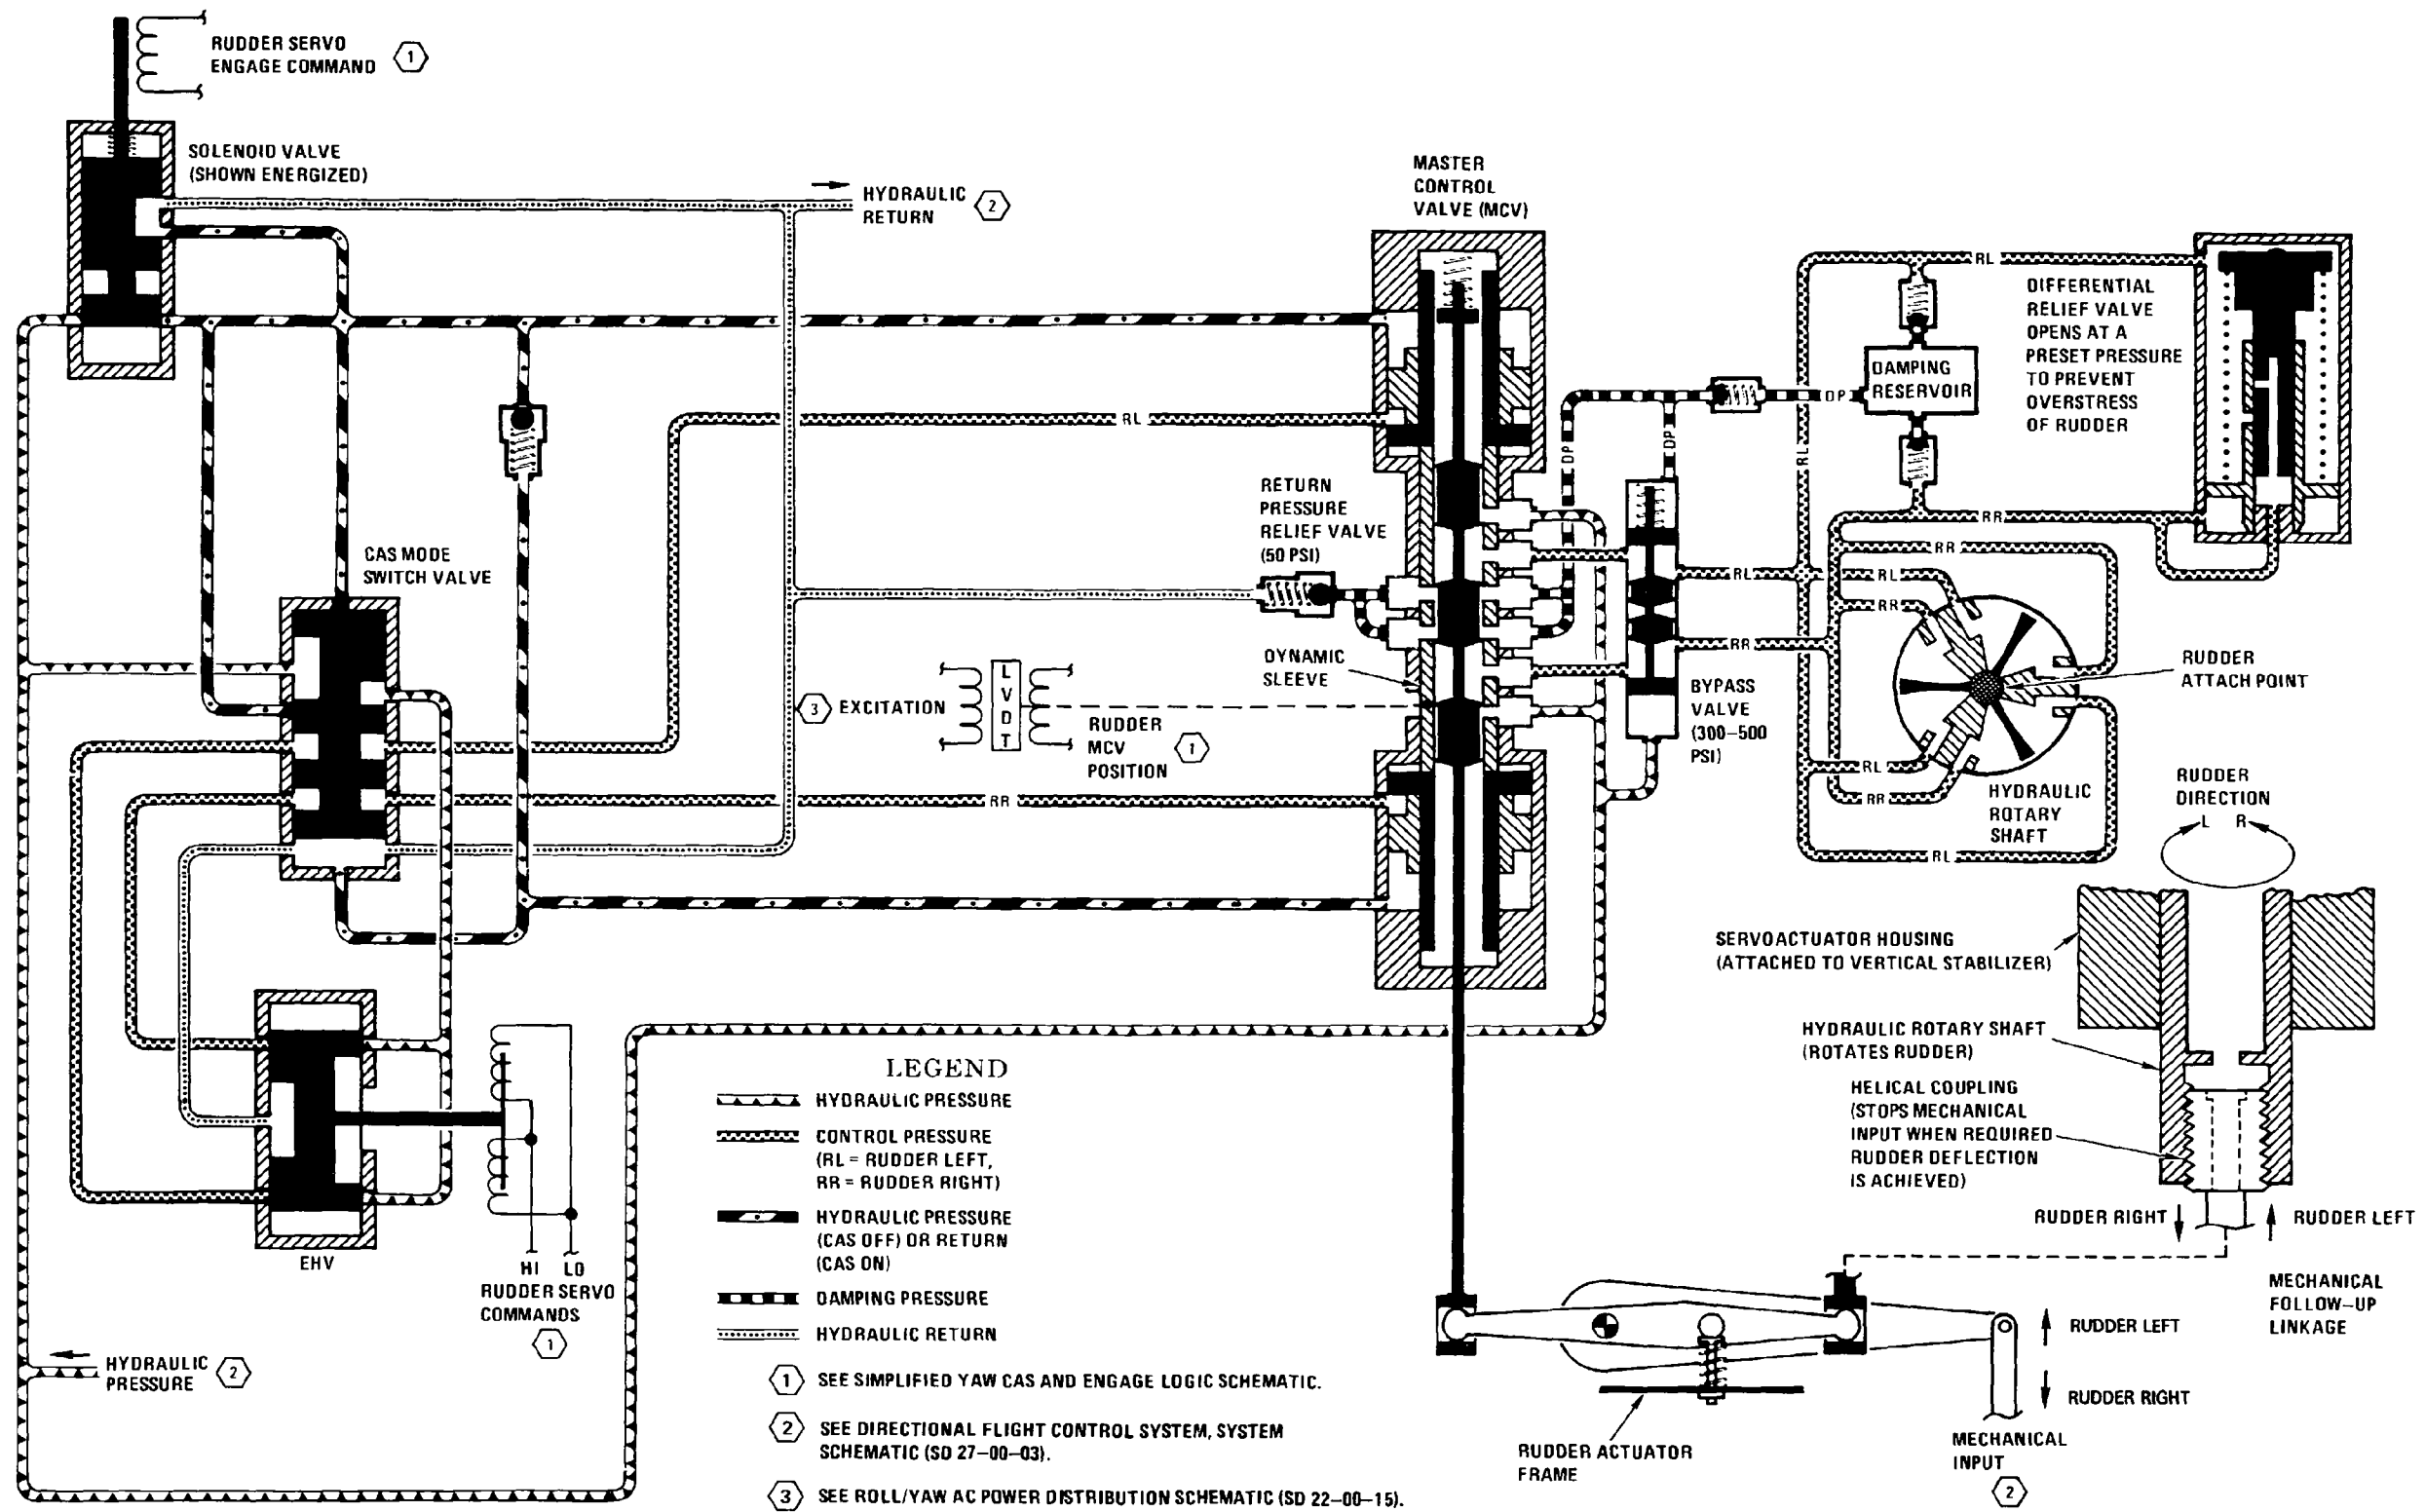 RUDDER SERVO
ENGAGE COMMAND
1
SOLENOID VALVE
(SHOWN ENERGIZED)
HYDRAULIC
RETURN
2
MASTER
CONTROL
VALVE (MCV)
RL
DIFFERENTIAL
RELIEF VALVE
OPENS AT A
PRESET PRESSURE
TO PREVENT
OVERSTRESS
OF RUDDER
DAMPING
RESERVOIR
DP
DP
DP
RL
RL
RETURN
PRESSURE
RELIEF VALVE
(50 PSI)
CAS MODE
SWITCH VALVE
RR
RR
RL
RL
RR
RR
DYNAMIC
SLEEVE
RUDDER
ATTACH POINT
BYPASS
VALVE
(300-500
PSI)
3
EXCITATION
LVDT
RUDDER
MCV
POSITION
1
RR
RL
RR
RL
HYDRAULIC
ROTARY
SHAFT
RUDDER
DIRECTION
L R
SERVOACTUATOR HOUSING
(ATTACHED TO VERTICAL STABILIZER)
HYDRAULIC ROTARY SHAFT
(ROTATES RUDDER)
HELICAL COUPLING
(STOPS MECHANICAL
INPUT WHEN REQUIRED
RUDDER DEFLECTION
IS ACHIEVED)
RUDDER RIGHT
RUDDER LEFT
EHV
HI LO
RUDDER SERVO
COMMANDS
1
HYDRAULIC
PRESSURE
2
LEGEND
HYDRAULIC PRESSURE
CONTROL PRESSURE
(RL = RUDDER LEFT,
RR = RUDDER RIGHT)
HYDRAULIC PRESSURE
(CAS OFF) OR RETURN
(CAS ON)
DAMPING PRESSURE
HYDRAULIC RETURN
1 SEE SIMPLIFIED YAW CAS AND ENGAGE LOGIC SCHEMATIC.
2 SEE DIRECTIONAL FLIGHT CONTROL SYSTEM, SYSTEM
SCHEMATIC (SD 27-00-03).
3 SEE ROLL/YAW AC POWER DISTRIBUTION SCHEMATIC (SD 22-00-15).
MECHANICAL
FOLLOW-UP
LINKAGE
RUDDER LEFT
RUDDER RIGHT
RUDDER ACTUATOR
FRAME
MECHANICAL
INPUT
2